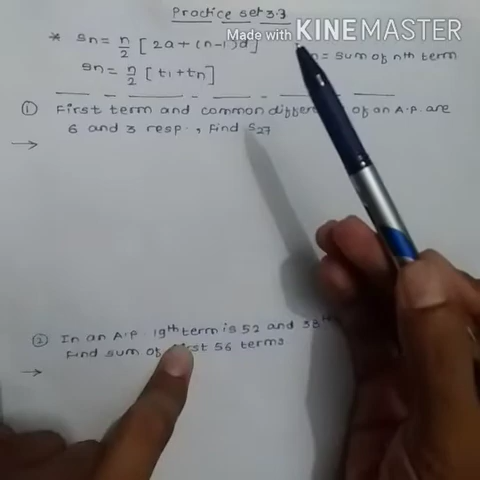 Practice set 3.3
Made with KINEMASTER
* Sn = n/2 [2a + (n-1)d]
= sum of nth term
Sn = n/2 [t1 + tn]
① First term and common of an A.P. are
6 and 3 resp., Find S27
② In an A.P. 19th term is 52 and 38
Find sum of first 56 terms